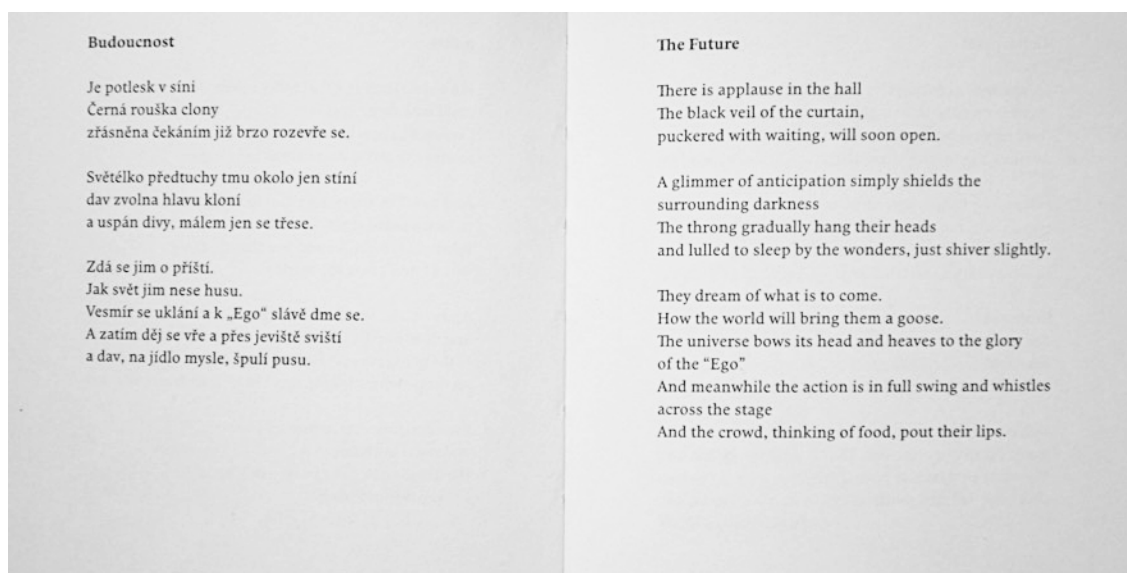 Budoucnost
Je potlesk v síni
Černá rouška clony
zřásněna čekáním již brzo rozevře se.
Světélko předtuchy tmu okolo jen stíní
dav zvolna hlavu kloní
a uspán divy, málem jen se třese.
Zdá se jim o příští.
Jak svět jim nese husu.
Vesmír se uklání a k „Ego“ slávě dme se.
A zatím děj se vře a přes jeviště sviští
a dav, na jídlo mysle, špulí pusu.
The Future
There is applause in the hall
The black veil of the curtain,
puckered with waiting, will soon open.
A glimmer of anticipation simply shields the
surrounding darkness
The throng gradually hang their heads
and lulled to sleep by the wonders, just shiver slightly.
They dream of what is to come.
How the world will bring them a goose.
The universe bows its head and heaves to the glory
of the “Ego”
And meanwhile the action is in full swing and whistles
across the stage
And the crowd, thinking of food, pout their lips.